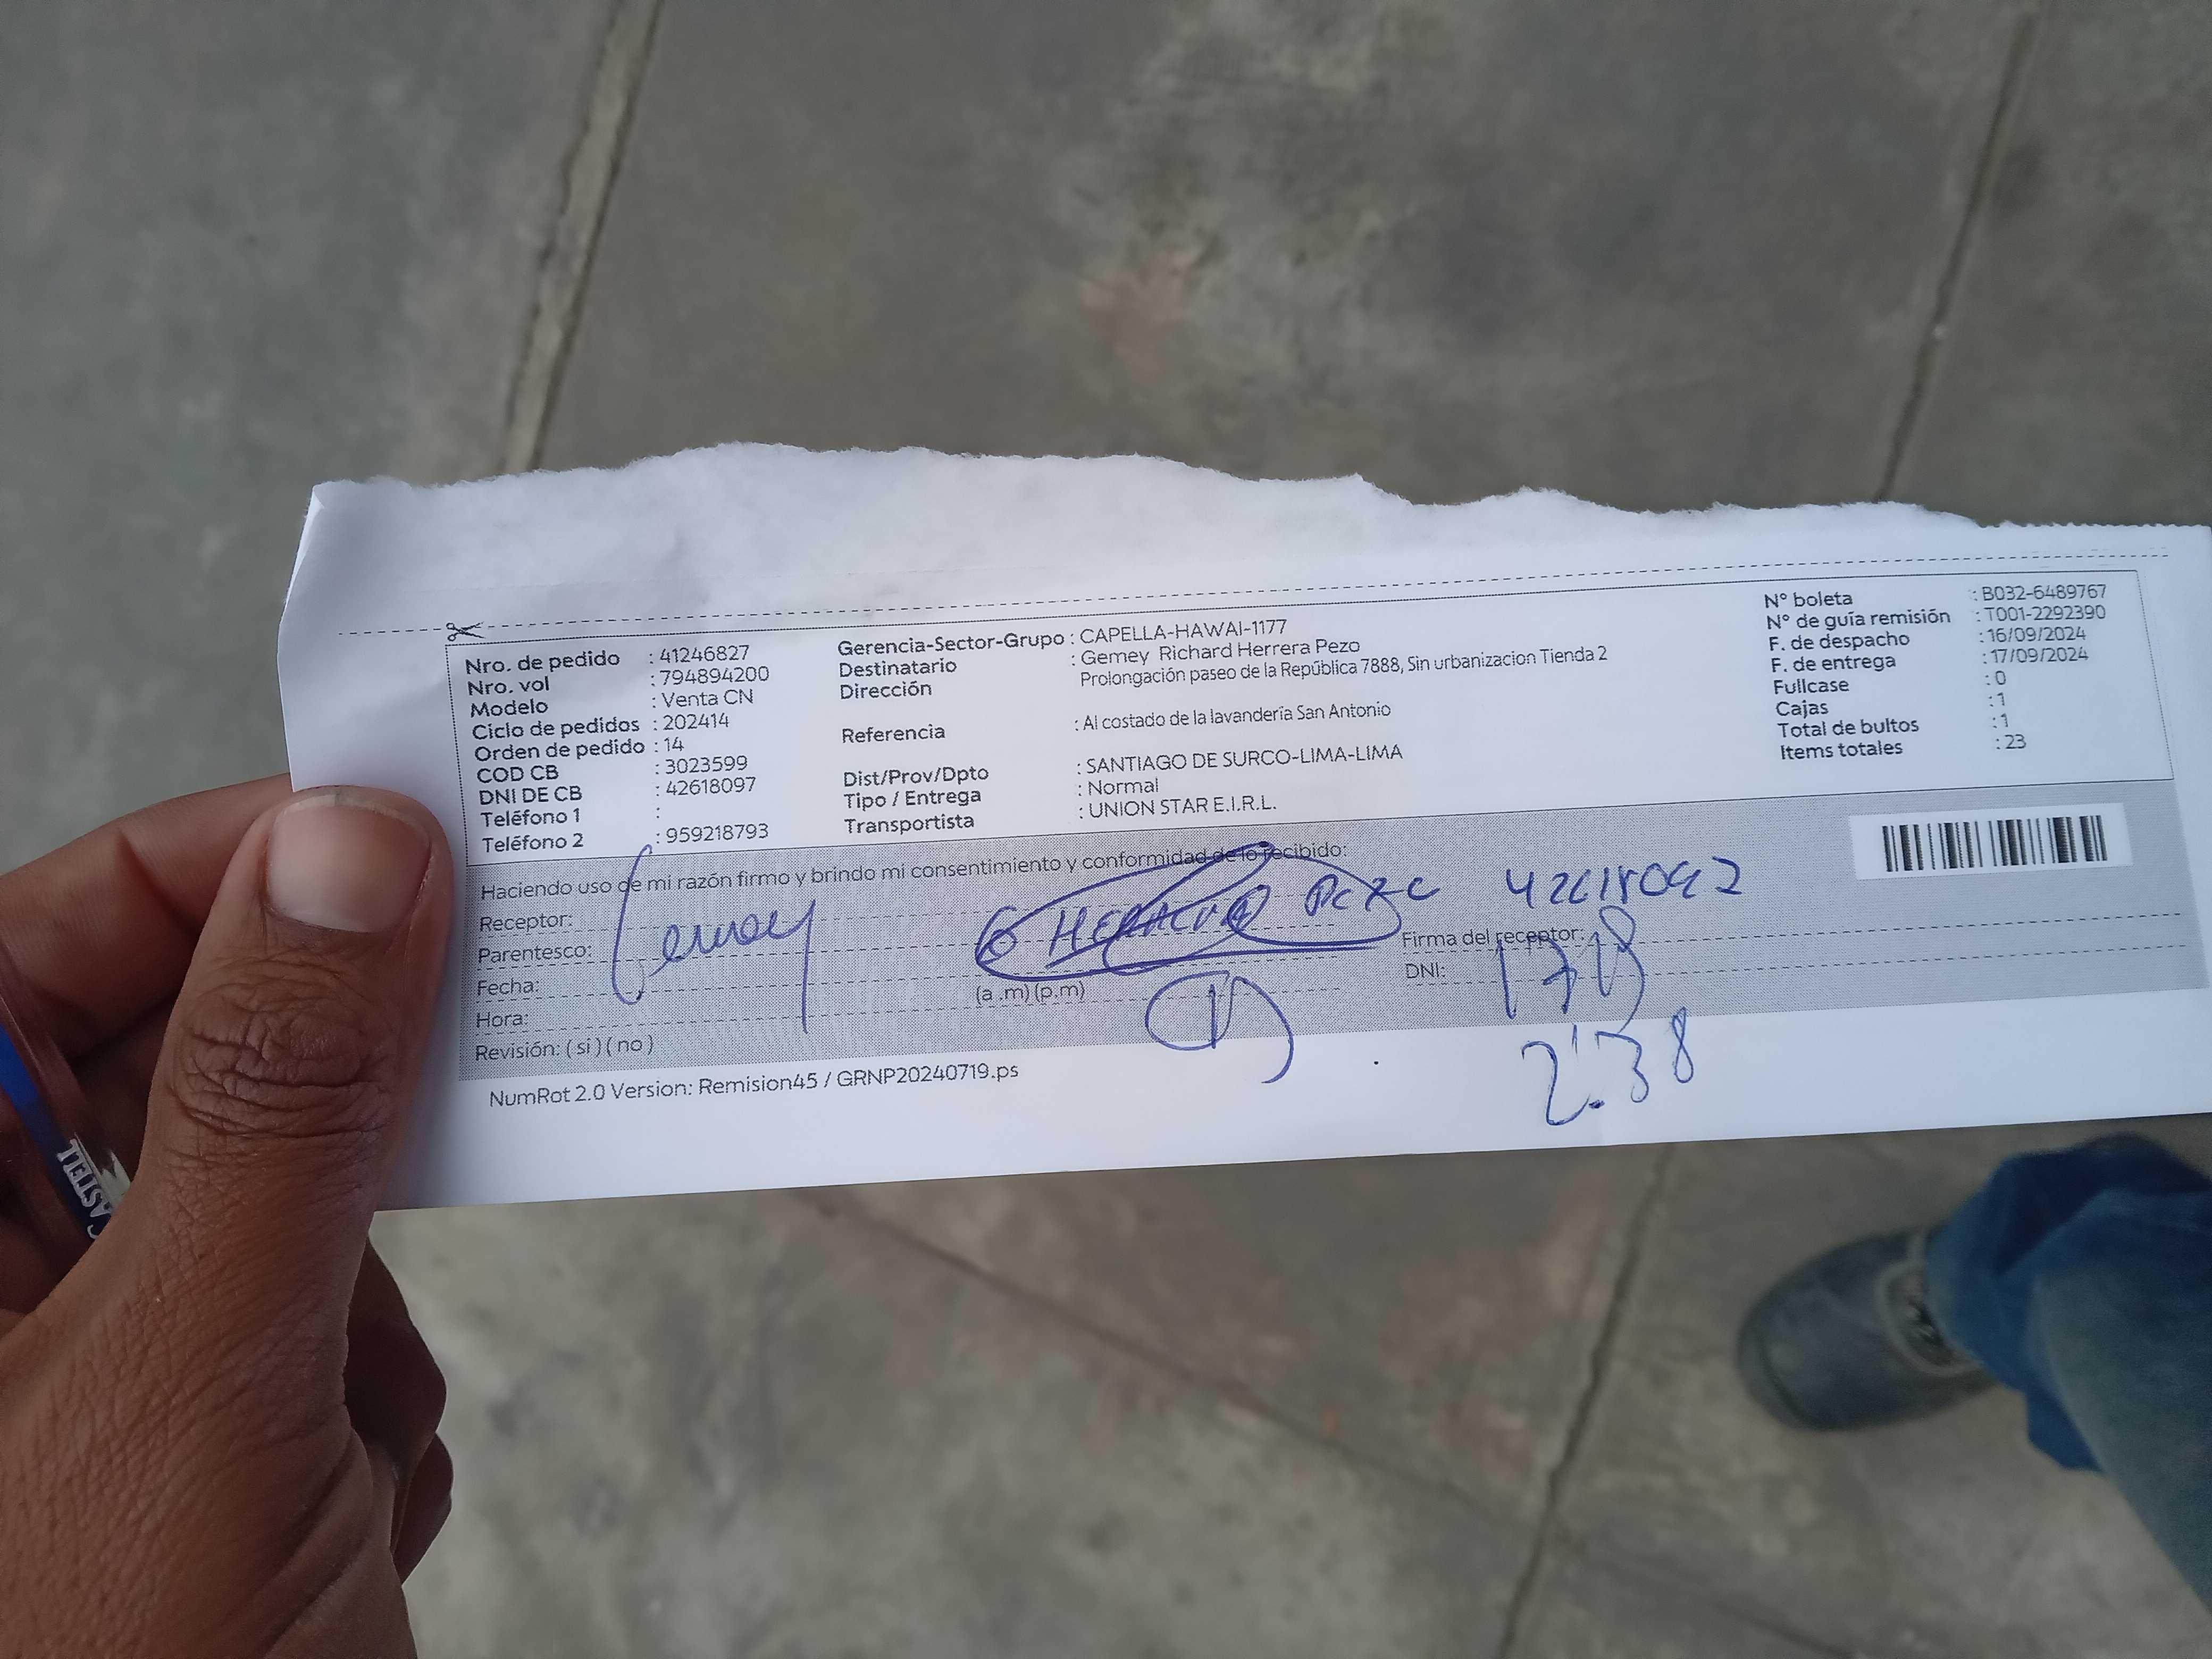 Nro. de pedido : 41246827
Nro. vol : 794894200
Modelo : Venta CN
Ciclo de pedidos : 202414
Orden de pedido : 14
COD CB : 3023599
DNI DE CB : 42618097
Teléfono 1 :
Teléfono 2 : 959218793
Gerencia-Sector-Grupo : CAPELLA-HAWAI-1177
Destinatario : Gemey Richard Herrera Pezo
Dirección Prolongación paseo de la República 7888, Sin urbanizacion Tienda 2
Referencia : Al costado de la lavandería San Antonio
Dist/Prov/Dpto : SANTIAGO DE SURCO-LIMA-LIMA
Tipo / Entrega : Normal
Transportista : UNION STAR E.I.R.L.
N° boleta : B032-6489767
N° de guía remisión : T001-2292390
F. de despacho : 16/09/2024
F. de entrega : 17/09/2024
Fullcase : 0
Cajas : 1
Total de bultos : 1
Items totales : 23
Haciendo uso de mi razón firmo y brindo mi consentimiento y conformidad de lo recibido:
Receptor:
Parentesco:
Fecha:
Hora: (a .m) (p.m)
Revisión: ( si ) ( no )
Firma del receptor:
DNI:
2:38
NumRot 2.0 Version: Remision45 / GRNP20240719.ps
CASTELL